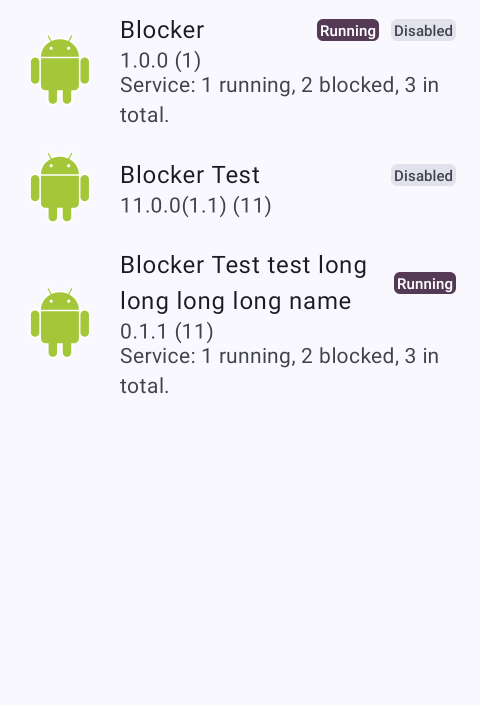 Blocker Running Disabled
1.0.0 (1)
Service: 1 running, 2 blocked, 3 in
total.
Blocker Test Disabled
11.0.0(1.1) (11)
Blocker Test test long
long long long name Running
0.1.1 (11)
Service: 1 running, 2 blocked, 3 in
total.